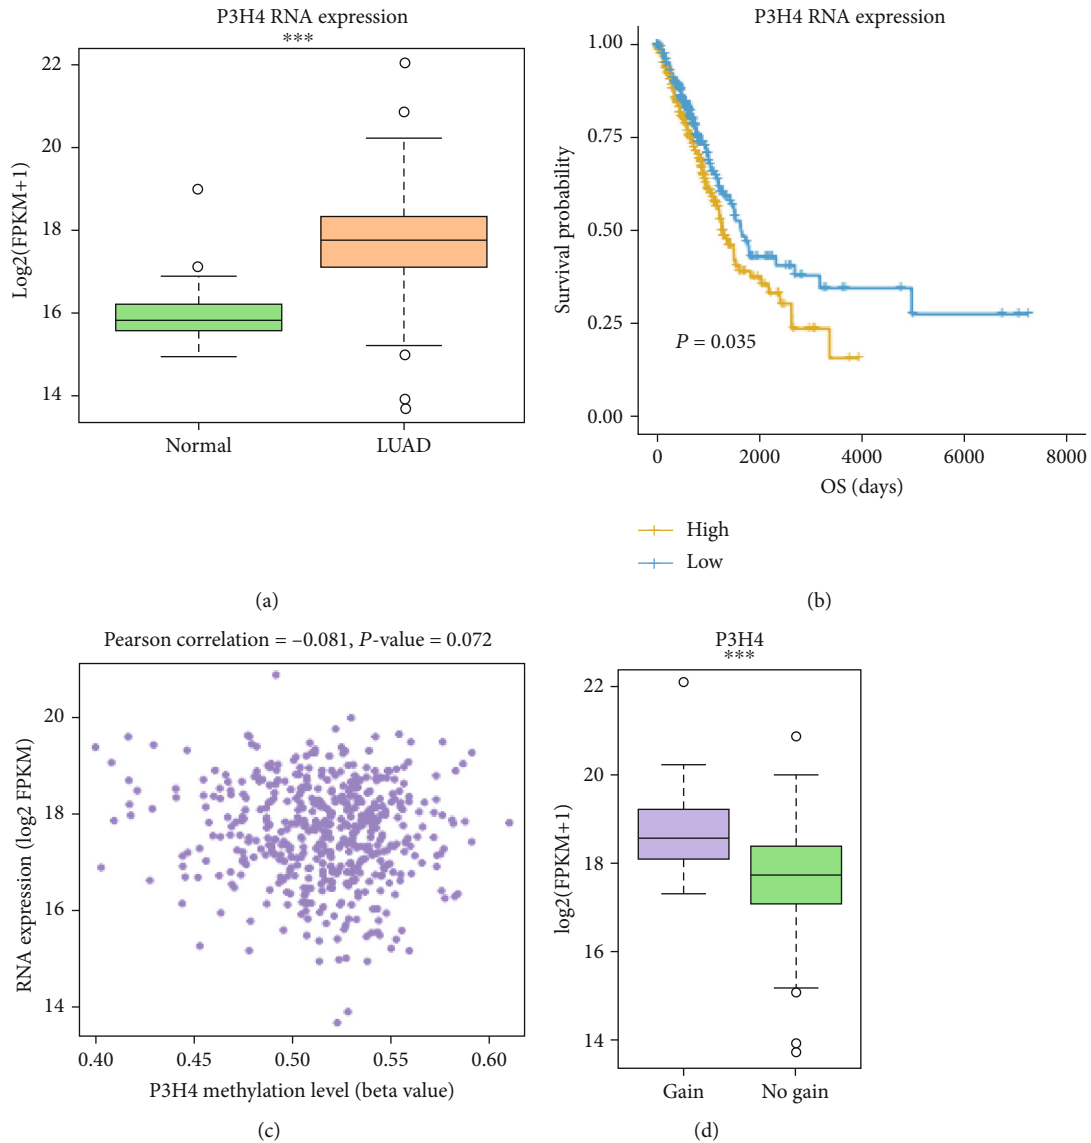 P3H4 RNA expression
***
Log2(FPKM+1)
22
20
18
16
14
Normal
LUAD
(a)
P3H4 RNA expression
Survival probability
1.00
0.75
0.50
0.25
0.00
P = 0.035
0
2000
4000
6000
8000
OS (days)
High
Low
(b)
Pearson correlation = –0.081, P-value = 0.072
RNA expression (log2 FPKM)
20
18
16
14
0.40
0.45
0.50
0.55
0.60
P3H4 methylation level (beta value)
(c)
P3H4
***
log2(FPKM+1)
22
20
18
16
14
Gain
No gain
(d)